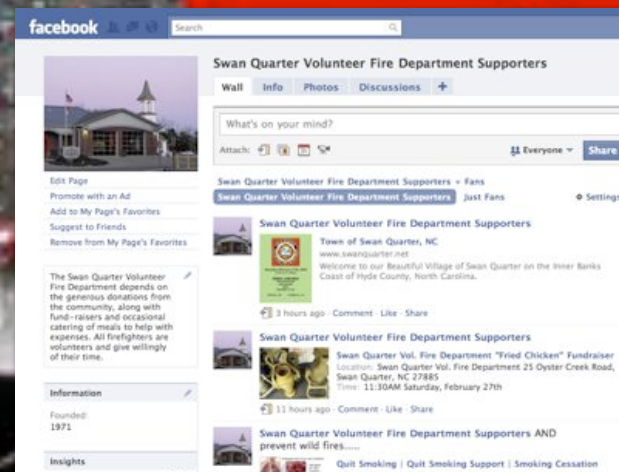 facebook
Search
Swan Quarter Volunteer Fire Department Supporters
Wall Info Photos Discussions +
What's on your mind?
Attach:
Everyone
Share
Edit Page
Promote with an Ad
Add to My Page's Favorites
Suggest to Friends
Remove from My Page's Favorites
The Swan Quarter Volunteer
Fire Department depends on
the generous donations from
the community, along with
fund-raisers and occasional
catering of meals to help with
expenses. All firefighters are
volunteers and give willingly
of their time.
Information
Founded:
1971
Insights
Swan Quarter Volunteer Fire Department Supporters + Fans
Swan Quarter Volunteer Fire Department Supporters Just Fans
Settings
Swan Quarter Volunteer Fire Department Supporters
Town of Swan Quarter, NC
www.swanquarter.net
Welcome to our Beautiful Village of Swan Quarter on the Inner Banks
Coast of Hyde County, North Carolina.
3 hours ago · Comment · Like · Share
Swan Quarter Volunteer Fire Department Supporters
Swan Quarter Vol. Fire Department "Fried Chicken" Fundraiser
Location: Swan Quarter Vol. Fire Department 25 Oyster Creek Road,
Swan Quarter, NC 27885
Time: 11:30AM Saturday, February 27th
11 hours ago · Comment · Like · Share
Swan Quarter Volunteer Fire Department Supporters AND
prevent wild fires.....
Quit Smoking | Quit Smoking Support | Smoking Cessation